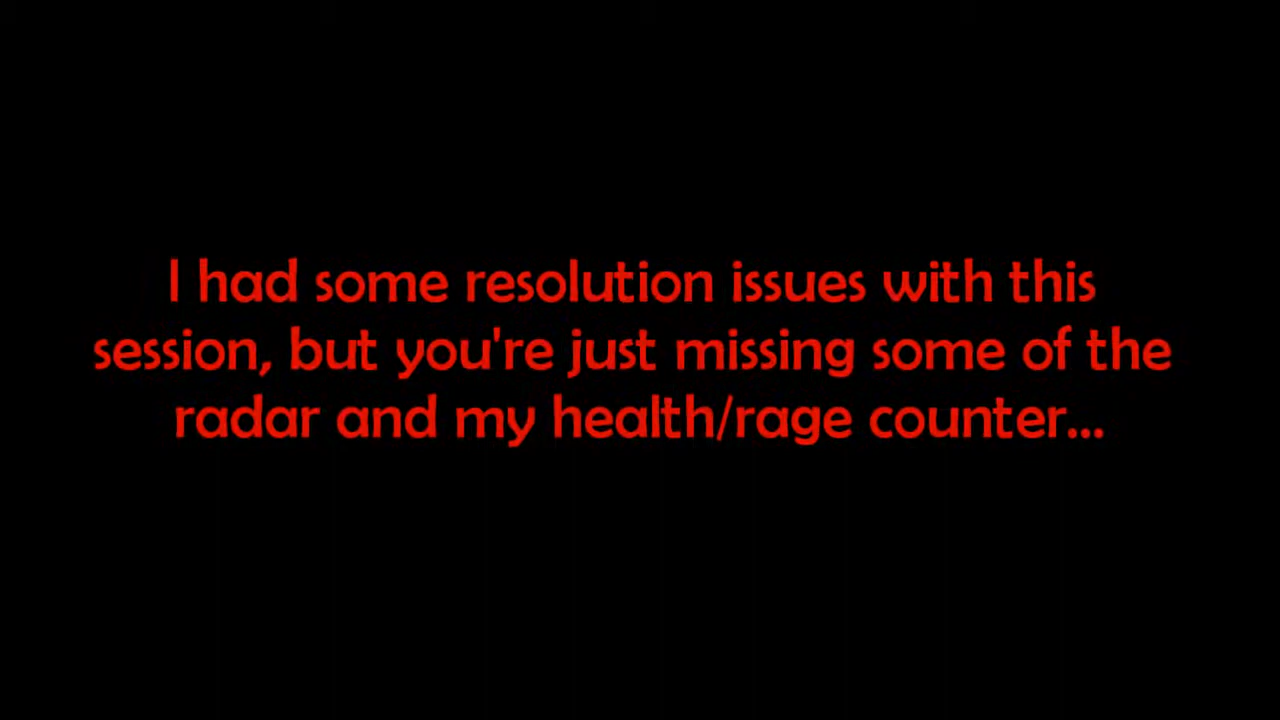 I had some resolution issues with this
session, but you're just missing some of the
radar and my health/rage counter...